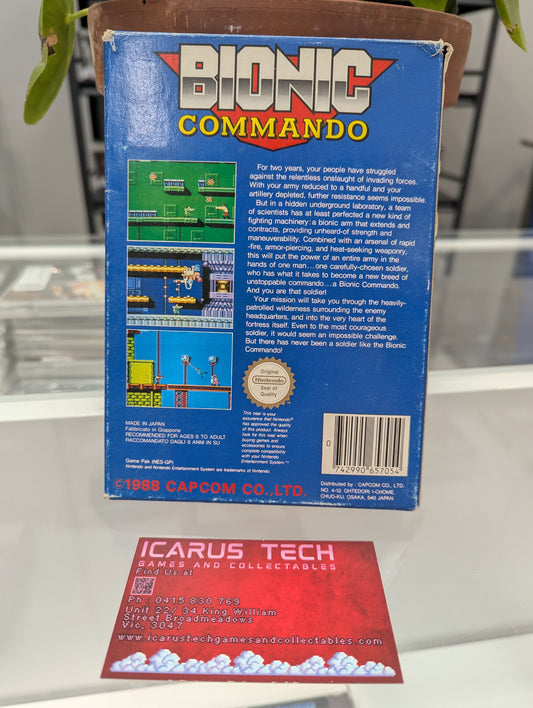 BIONIC
COMMANDO
For two years, your people have struggled
against the relentless onslaught of invading forces.
With your army reduced to a handful and your
artillery depleted, further resistance seems impossible.
But in a hidden underground laboratory, a team
of scientists has at least perfected a new kind of
fighting machinery: a bionic arm that extends and
contracts, providing unheard-of strength and
maneuverability. Combined with an arsenal of rapid
-fire, armor-piercing, and heat-seeking weaponry,
this will put the power of an entire army in the
hands of one man...one carefully-chosen soldier,
who has what it takes to become a new breed of
unstoppable commando...a Bionic Commando.
And you are that soldier!
Your mission will take you through the heavily-
patrolled wilderness surrounding the enemy
headquarters, and into the very heart of the
fortress itself. Even to the most courageous
soldier, it would seem an impossible challenge.
But there has never been a soldier like the Bionic
Commando!
Original
Nintendo
Seal of
Quality
This seal is your
assurance that Nintendo
has approved the quality
of this product. Always
look for this seal when
buying games and
accessories to ensure
complete compatibility
with your Nintendo
Entertainment System.
MADE IN JAPAN
Fabbricato in Giappone
RECOMMENDED FOR AGES 8 TO ADULT
RACCOMANDATO DAGLI 8 ANNI IN SU
Game Pak (NES-GP)
Nintendo and Nintendo Entertainment System are trademarks of Nintendo.
©1988 CAPCOM CO., LTD.
0
742990 657054
Distributed by: CAPCOM CO., LTD.
NO. 4-12, OHTEDORI 1-CHOME,
CHUO-KU, OSAKA, 540 JAPAN
ICARUS TECH
GAMES AND COLLECTABLES
Find Us at
Ph: 0415 830 769
Unit 22/ 34 King William
Street Broadmeadows
Vic, 3047
www.icarustechgamesandcollectables.com